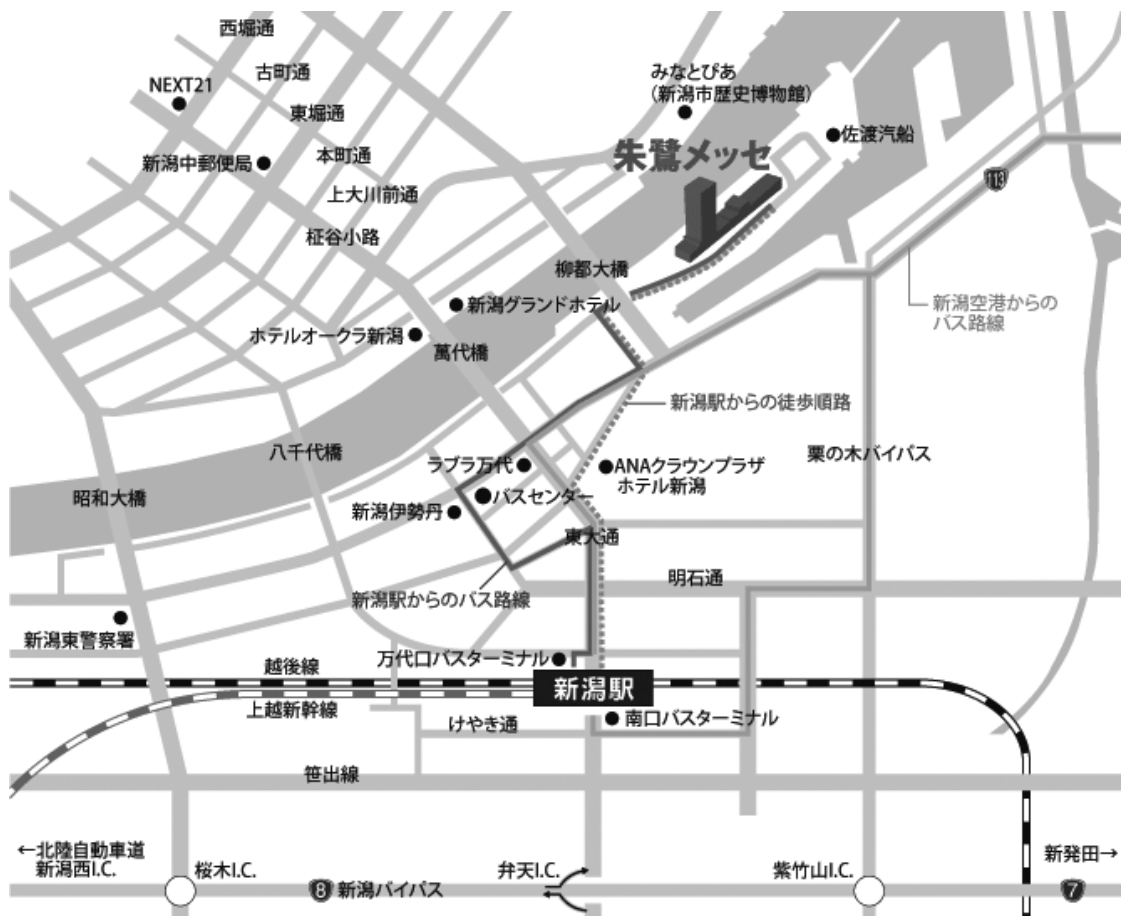 西堀通
NEXT21
古町通
東堀通
新潟中郵便局
本町通
上大川前通
柾谷小路
みなとぴあ
(新潟市歴史博物館)
佐渡汽船
朱鷺メッセ
113
柳都大橋
新潟グランドホテル
新潟空港からの
バス路線
ホテルオークラ新潟
萬代橋
新潟駅からの徒歩順路
八千代橋
ラブラ万代
ANAクラウンプラザ
ホテル新潟
栗の木バイパス
昭和大橋
バスセンター
新潟伊勢丹
東大通
明石通
新潟駅からのバス路線
新潟東警察署
万代口バスターミナル
越後線
新潟駅
上越新幹線
けやき通
南口バスターミナル
笹出線
←北陸自動車道
新潟西I.C.
桜木I.C.
弁天I.C.
紫竹山I.C.
新発田→
8
新潟バイパス
7